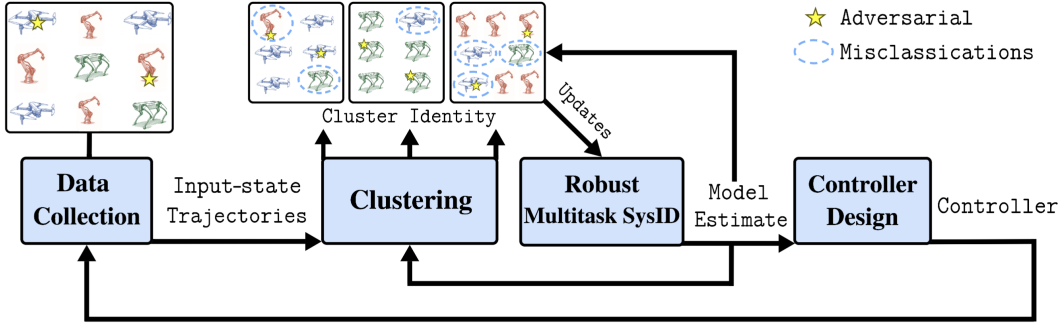 Adversarial
Misclassications
Cluster Identity
Updates
Data
Collection
Input-state
Trajectories
Clustering
Robust
Multitask SysID
Model
Estimate
Controller
Design
Controller